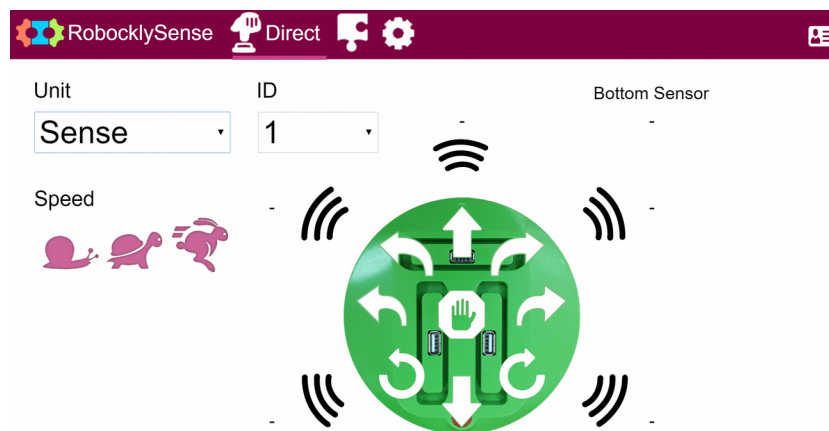 RobocklySense Direct
Unit ID Bottom Sensor
Sense 1 -
-
Speed - -
- -